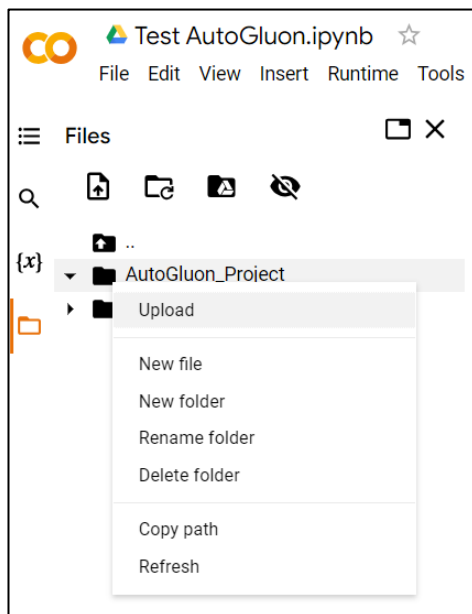 Test AutoGluon.ipynb
File Edit View Insert Runtime Tools
Files
..
{x}
AutoGluon_Project
Upload
New file
New folder
Rename folder
Delete folder
Copy path
Refresh